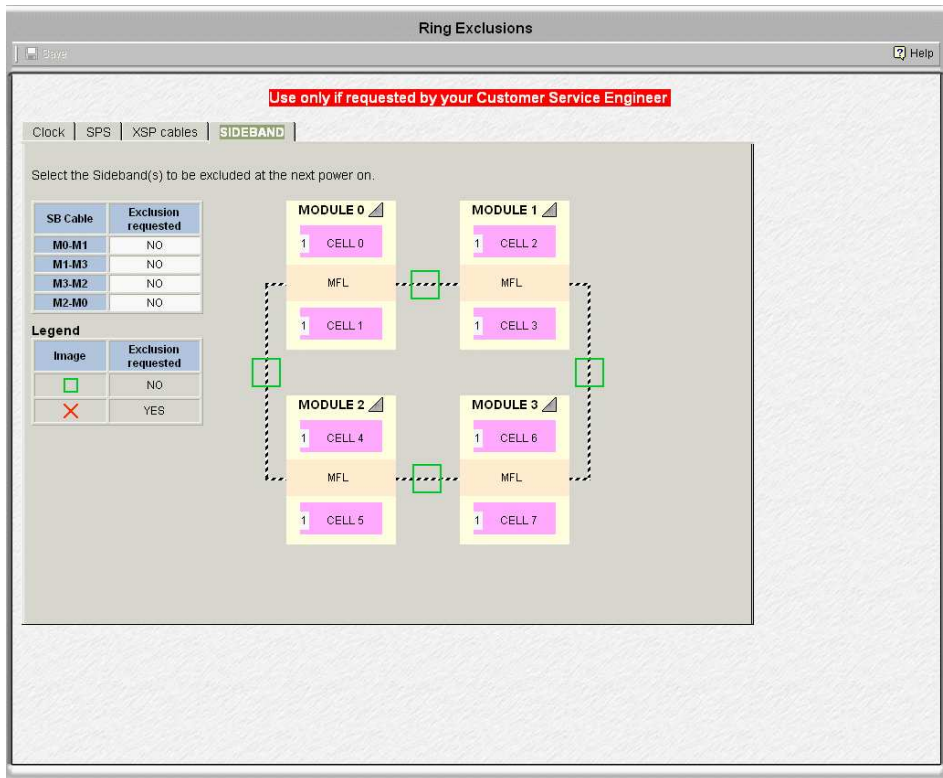 Ring Exclusions
Save
Help
Use only if requested by your Customer Service Engineer
Clock | SPS | XSP cables | SIDEBAND
Select the Sideband(s) to be excluded at the next power on.
SB Cable Exclusion requested
M0-M1 NO
M1-M3 NO
M3-M2 NO
M2-M0 NO
Legend
Image Exclusion requested
NO
YES
MODULE 0
1 CELL 0
MFL
1 CELL 1
MODULE 1
1 CELL 2
MFL
1 CELL 3
MODULE 2
1 CELL 4
MFL
1 CELL 5
MODULE 3
1 CELL 6
MFL
1 CELL 7